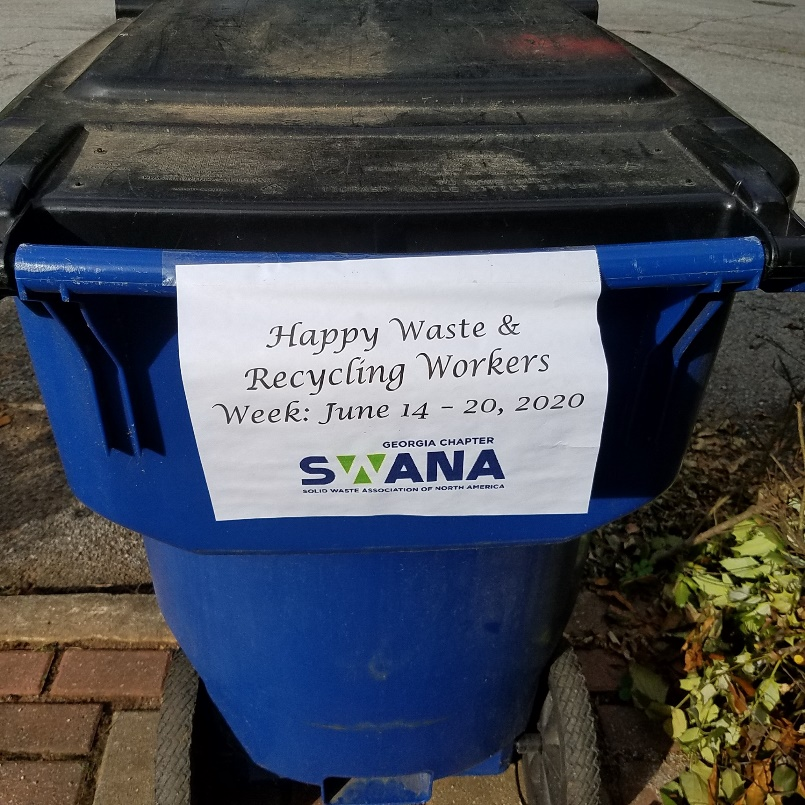 Happy Waste &
Recycling Workers
Week: June 14 – 20, 2020
GEORGIA CHAPTER
SWANA
SOLID WASTE ASSOCIATION OF NORTH AMERICA